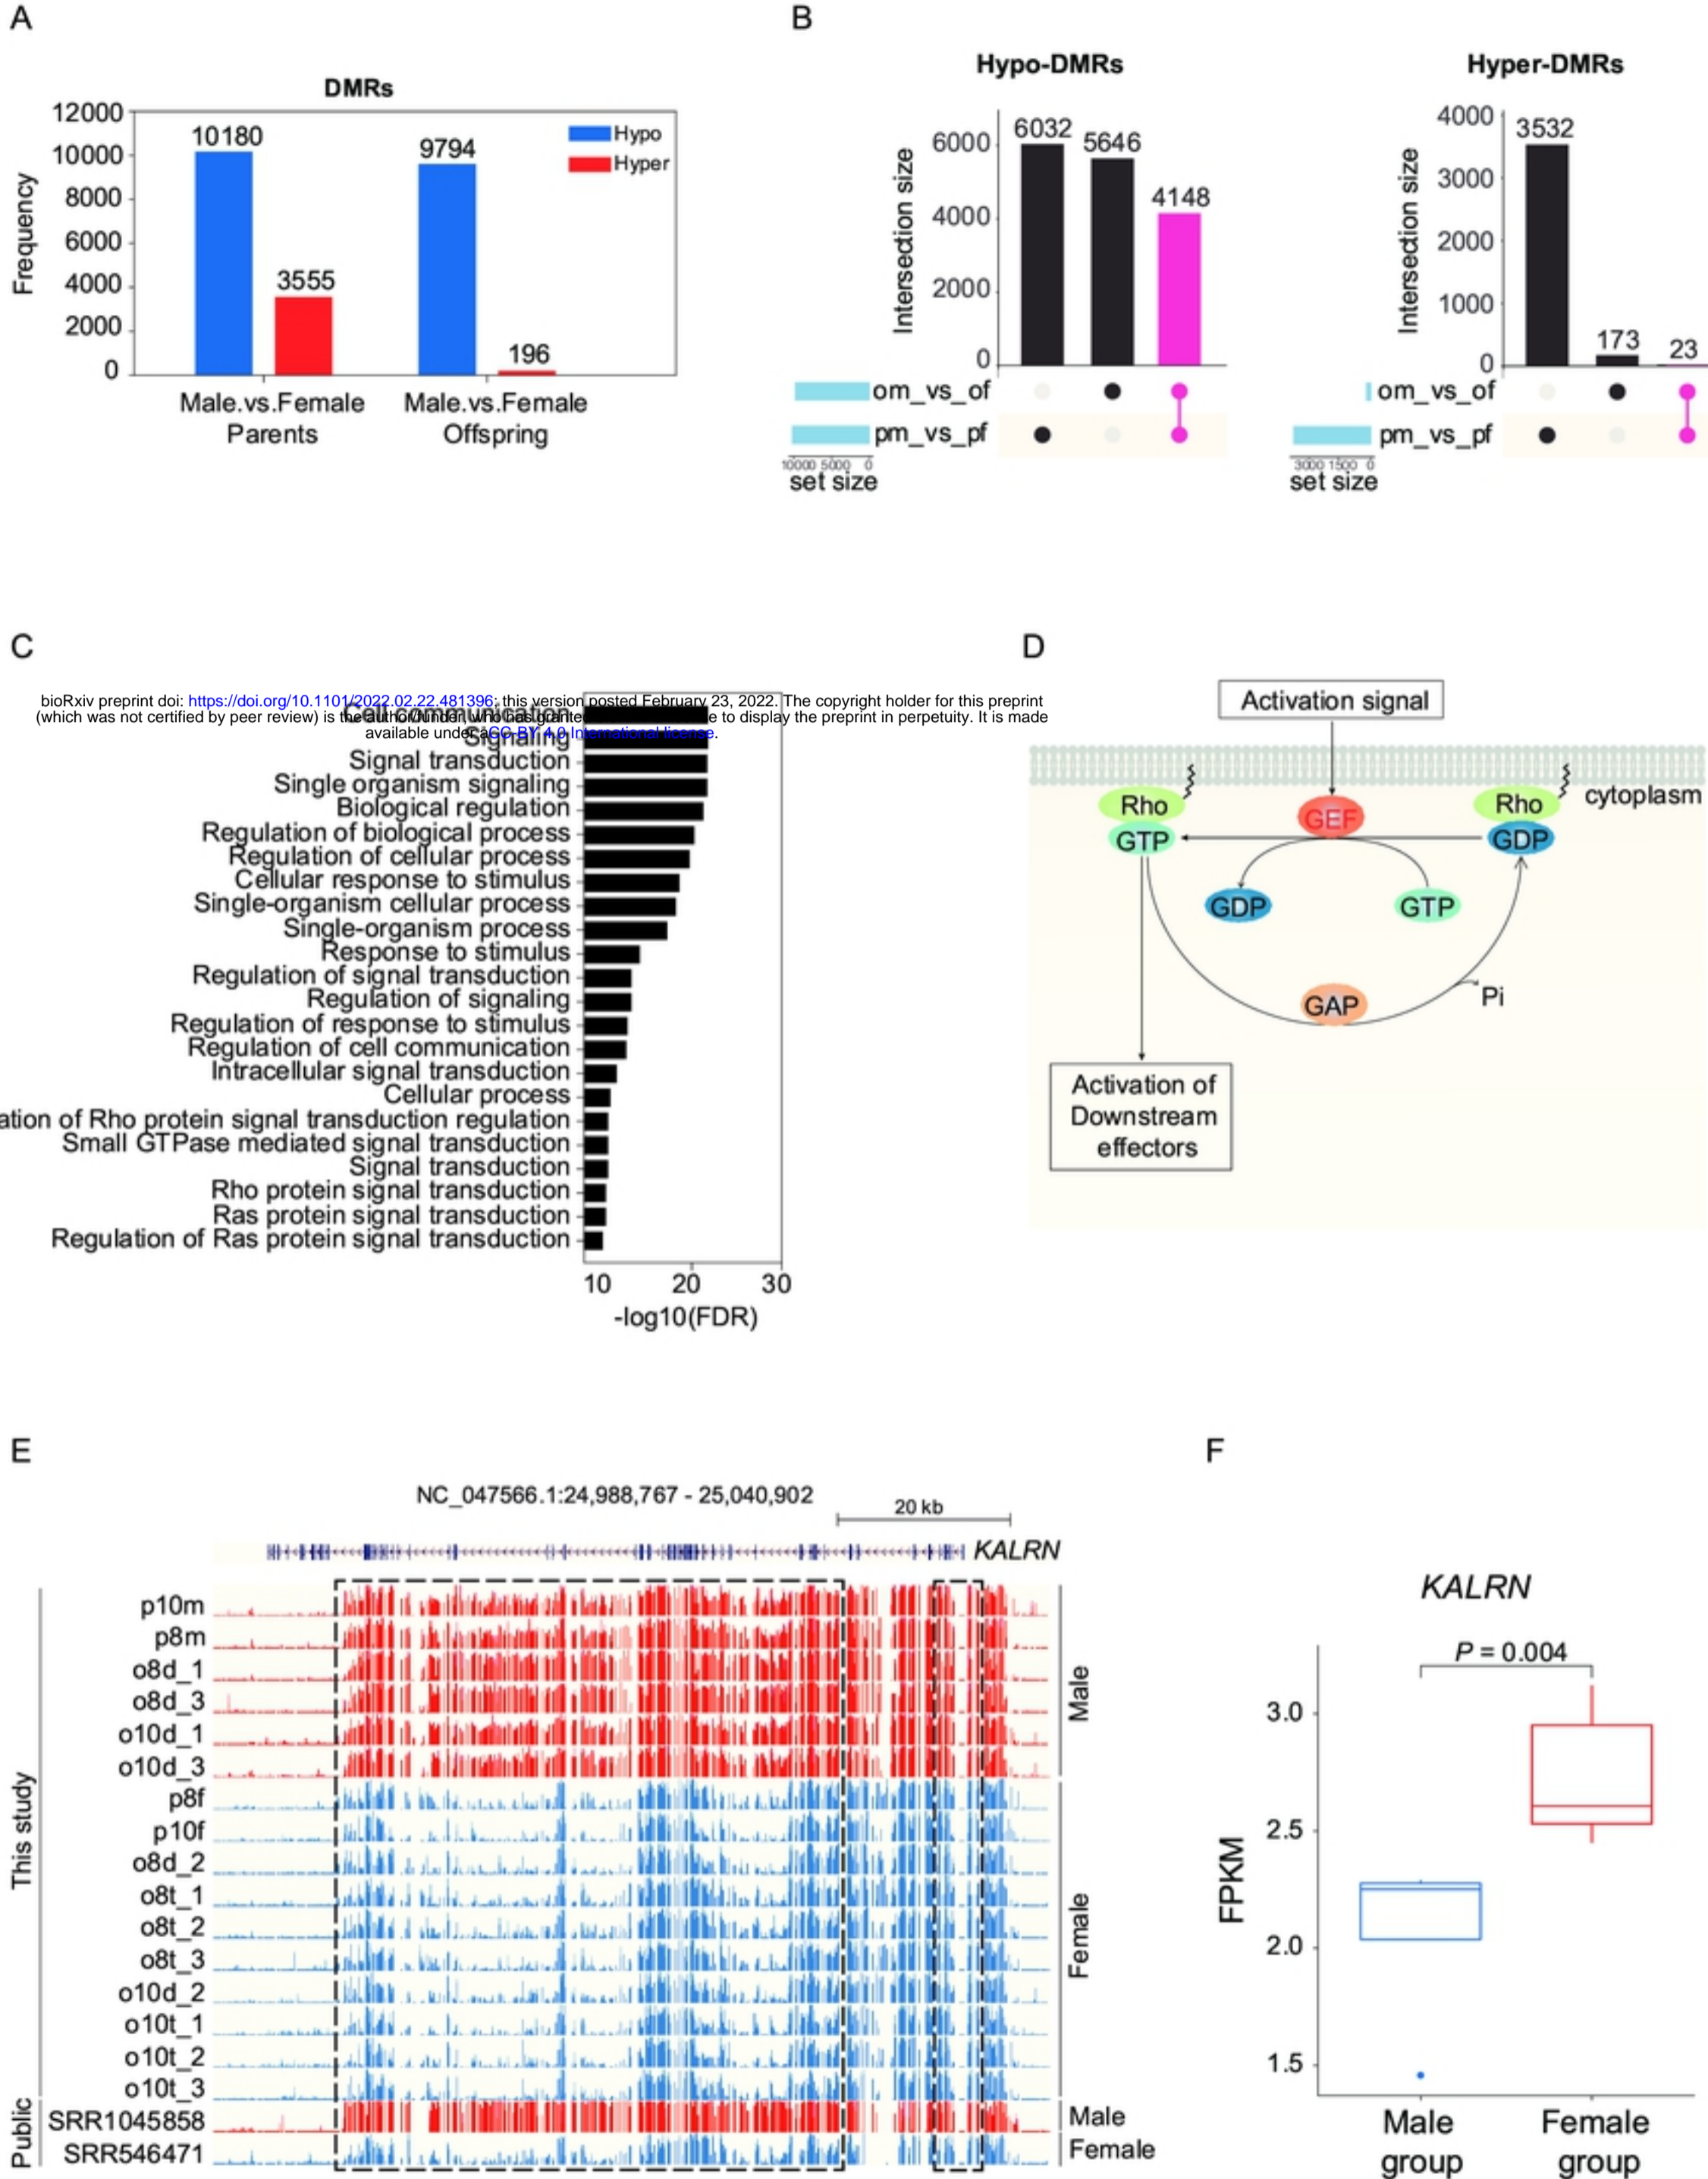 A
DMRs
12000
10000
8000
6000
4000
2000
0
Frequency
10180
3555
9794
196
Hypo
Hyper
Male.vs.Female
Parents
Male.vs.Female
Offspring
B
Hypo-DMRs
Intersection size
6000
4000
2000
0
6032
5646
4148
om_vs_of
pm_vs_pf
10000 5000 0
set size
Hyper-DMRs
Intersection size
4000
3000
2000
1000
0
3532
173
23
om_vs_of
pm_vs_pf
3000 1500 0
set size
C
bioRxiv preprint doi: https://doi.org/10.1101/2022.02.22.481396; this version posted February 23, 2022. The copyright holder for this preprint
(which was not certified by peer review) is the author/funder, who has granted e to display the preprint in perpetuity. It is made
available under aCC-BY 4.0 International license.
Cell communication
Signaling
Signal transduction
Single organism signaling
Biological regulation
Regulation of biological process
Regulation of cellular process
Cellular response to stimulus
Single-organism cellular process
Single-organism process
Response to stimulus
Regulation of signal transduction
Regulation of signaling
Regulation of response to stimulus
Regulation of cell communication
Intracellular signal transduction
Cellular process
ation of Rho protein signal transduction regulation
Small GTPase mediated signal transduction
Signal transduction
Rho protein signal transduction
Ras protein signal transduction
Regulation of Ras protein signal transduction
10 20 30
-log10(FDR)
D
Activation signal
cytoplasm
Rho
GTP
GEF
Rho
GDP
GDP
GTP
GAP
Pi
Activation of
Downstream
effectors
E
NC_047566.1:24,988,767 - 25,040,902
20 kb
KALRN
This study
p10m
p8m
o8d_1
o8d_3
o10d_1
o10d_3
p8f
p10f
o8d_2
o8t_1
o8t_2
o8t_3
o10d_2
o10t_1
o10t_2
o10t_3
Public
SRR1045858
SRR546471
Male
Female
Male
Female
F
KALRN
P = 0.004
FPKM
3.0
2.5
2.0
1.5
Male
group
Female
group